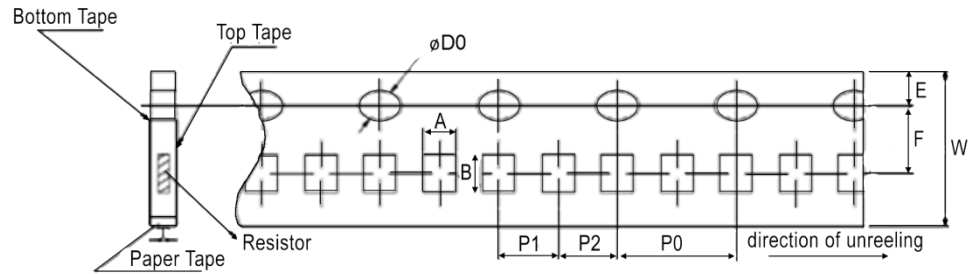 Bottom Tape
Top Tape
øD0
E
A
F
W
B
Resistor
P1
P2
P0
direction of unreeling
Paper Tape